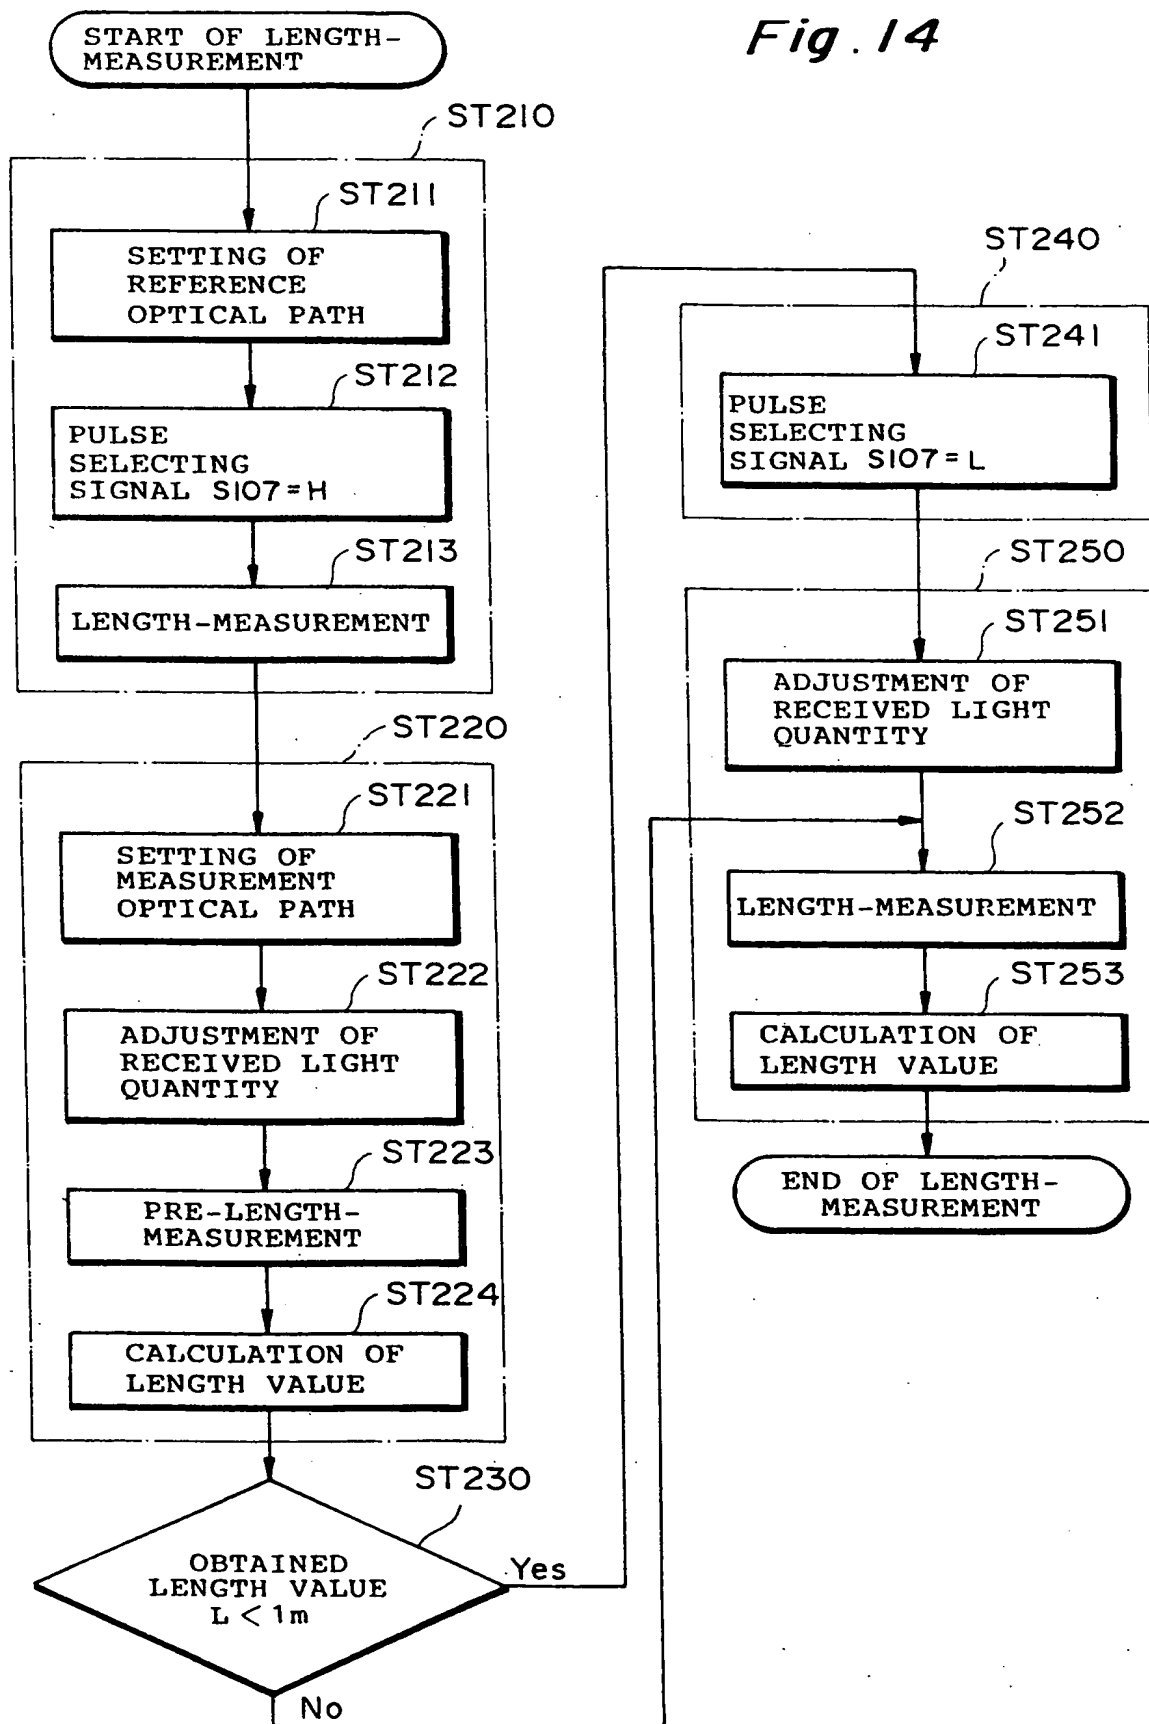 Fig. 14
START OF LENGTH-
MEASUREMENT
ST210
ST211
SETTING OF
REFERENCE
OPTICAL PATH
ST212
PULSE
SELECTING
SIGNAL S107=H
ST213
LENGTH-MEASUREMENT
ST220
ST221
SETTING OF
MEASUREMENT
OPTICAL PATH
ST222
ADJUSTMENT OF
RECEIVED LIGHT
QUANTITY
ST223
PRE-LENGTH-
MEASUREMENT
ST224
CALCULATION OF
LENGTH VALUE
ST230
OBTAINED
LENGTH VALUE
L < 1m
Yes
No
ST240
ST241
PULSE
SELECTING
SIGNAL S107=L
ST250
ST251
ADJUSTMENT OF
RECEIVED LIGHT
QUANTITY
ST252
LENGTH-MEASUREMENT
ST253
CALCULATION OF
LENGTH VALUE
END OF LENGTH-
MEASUREMENT